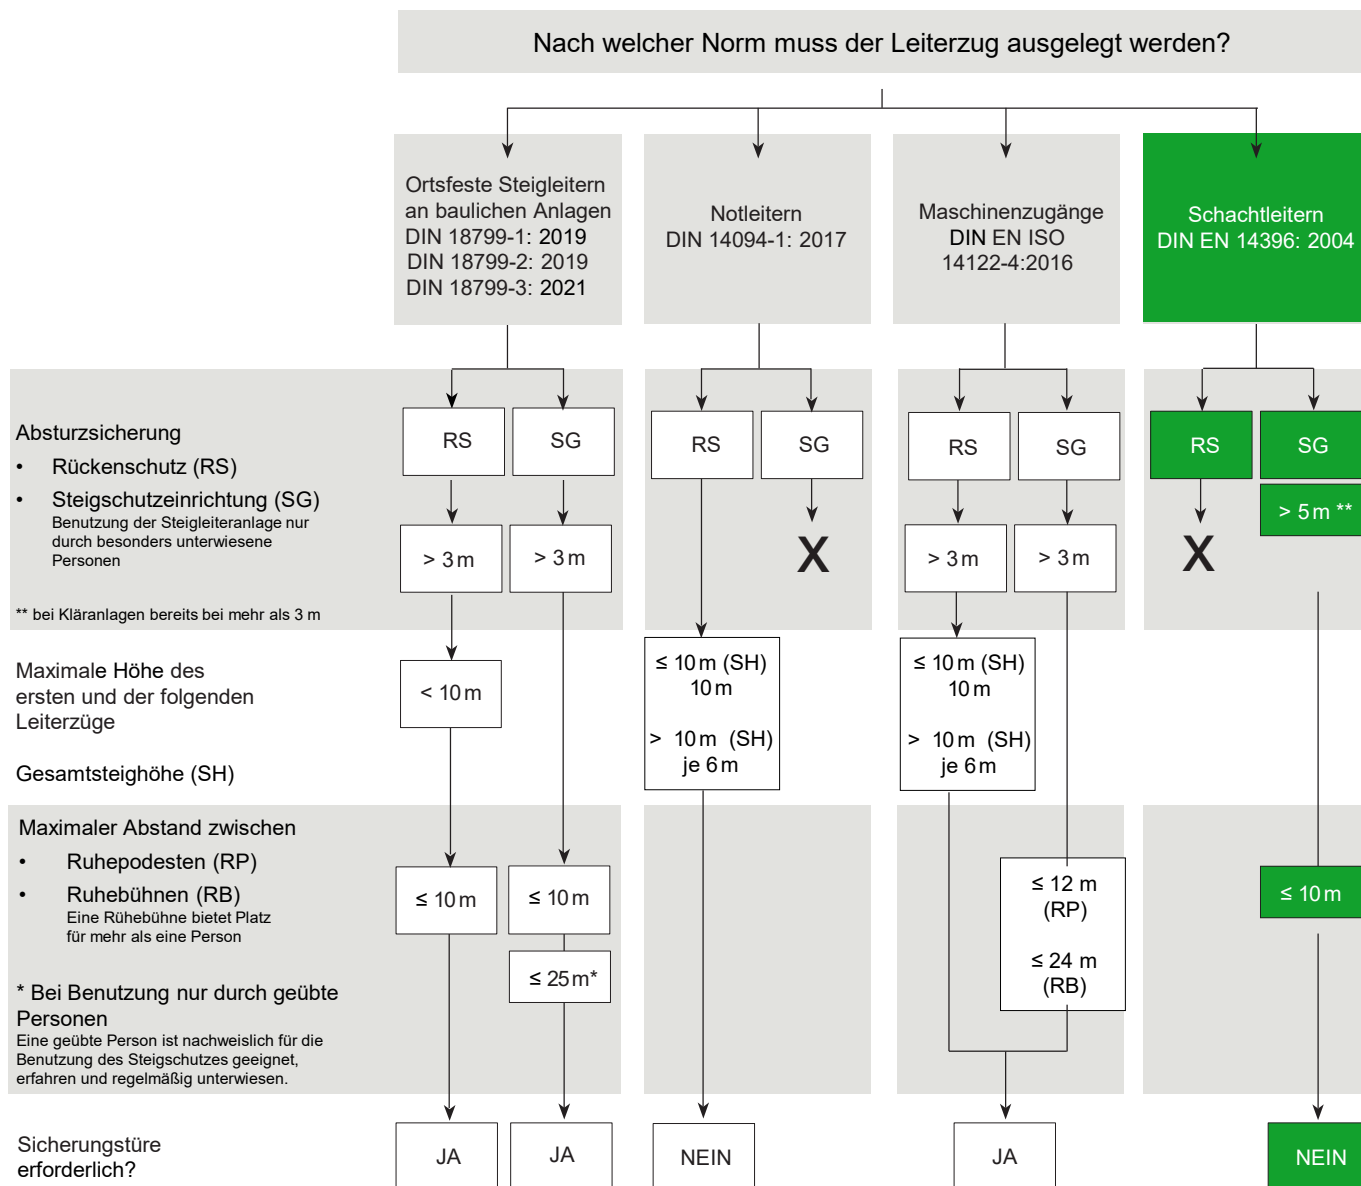 Nach welcher Norm muss der Leiterzug ausgelegt werden?
Ortsfeste Steigleitern
an baulichen Anlagen
DIN 18799-1: 2019
DIN 18799-2: 2019
DIN 18799-3: 2021
Notleitern
DIN 14094-1: 2017
Maschinenzugänge
DIN EN ISO
14122-4:2016
Schachtleitern
DIN EN 14396: 2004
Absturzsicherung
• Rückenschutz (RS)
• Steigschutzeinrichtung (SG)
Benutzung der Steigleiteranlage nur
durch besonders unterwiesene
Personen
** bei Kläranlagen bereits bei mehr als 3 m
RS
SG
RS
SG
RS
SG
RS
SG
> 3 m
> 3 m
X
> 3 m
> 3 m
X
> 5 m **
Maximale Höhe des
ersten und der folgenden
Leiterzüge
Gesamtsteighöhe (SH)
< 10 m
≤ 10 m (SH)
10 m
> 10 m (SH)
je 6 m
≤ 10 m (SH)
10 m
> 10 m (SH)
je 6 m
Maximaler Abstand zwischen
• Ruhepodesten (RP)
• Ruhebühnen (RB)
Eine Rühebühne bietet Platz
für mehr als eine Person
* Bei Benutzung nur durch geübte
Personen
Eine geübte Person ist nachweislich für die
Benutzung des Steigschutzes geeignet,
erfahren und regelmäßig unterwiesen.
≤ 10 m
≤ 10 m
≤ 25 m*
≤ 12 m
(RP)
≤ 24 m
(RB)
≤ 10 m
Sicherungstüre
erforderlich?
JA
JA
NEIN
JA
NEIN